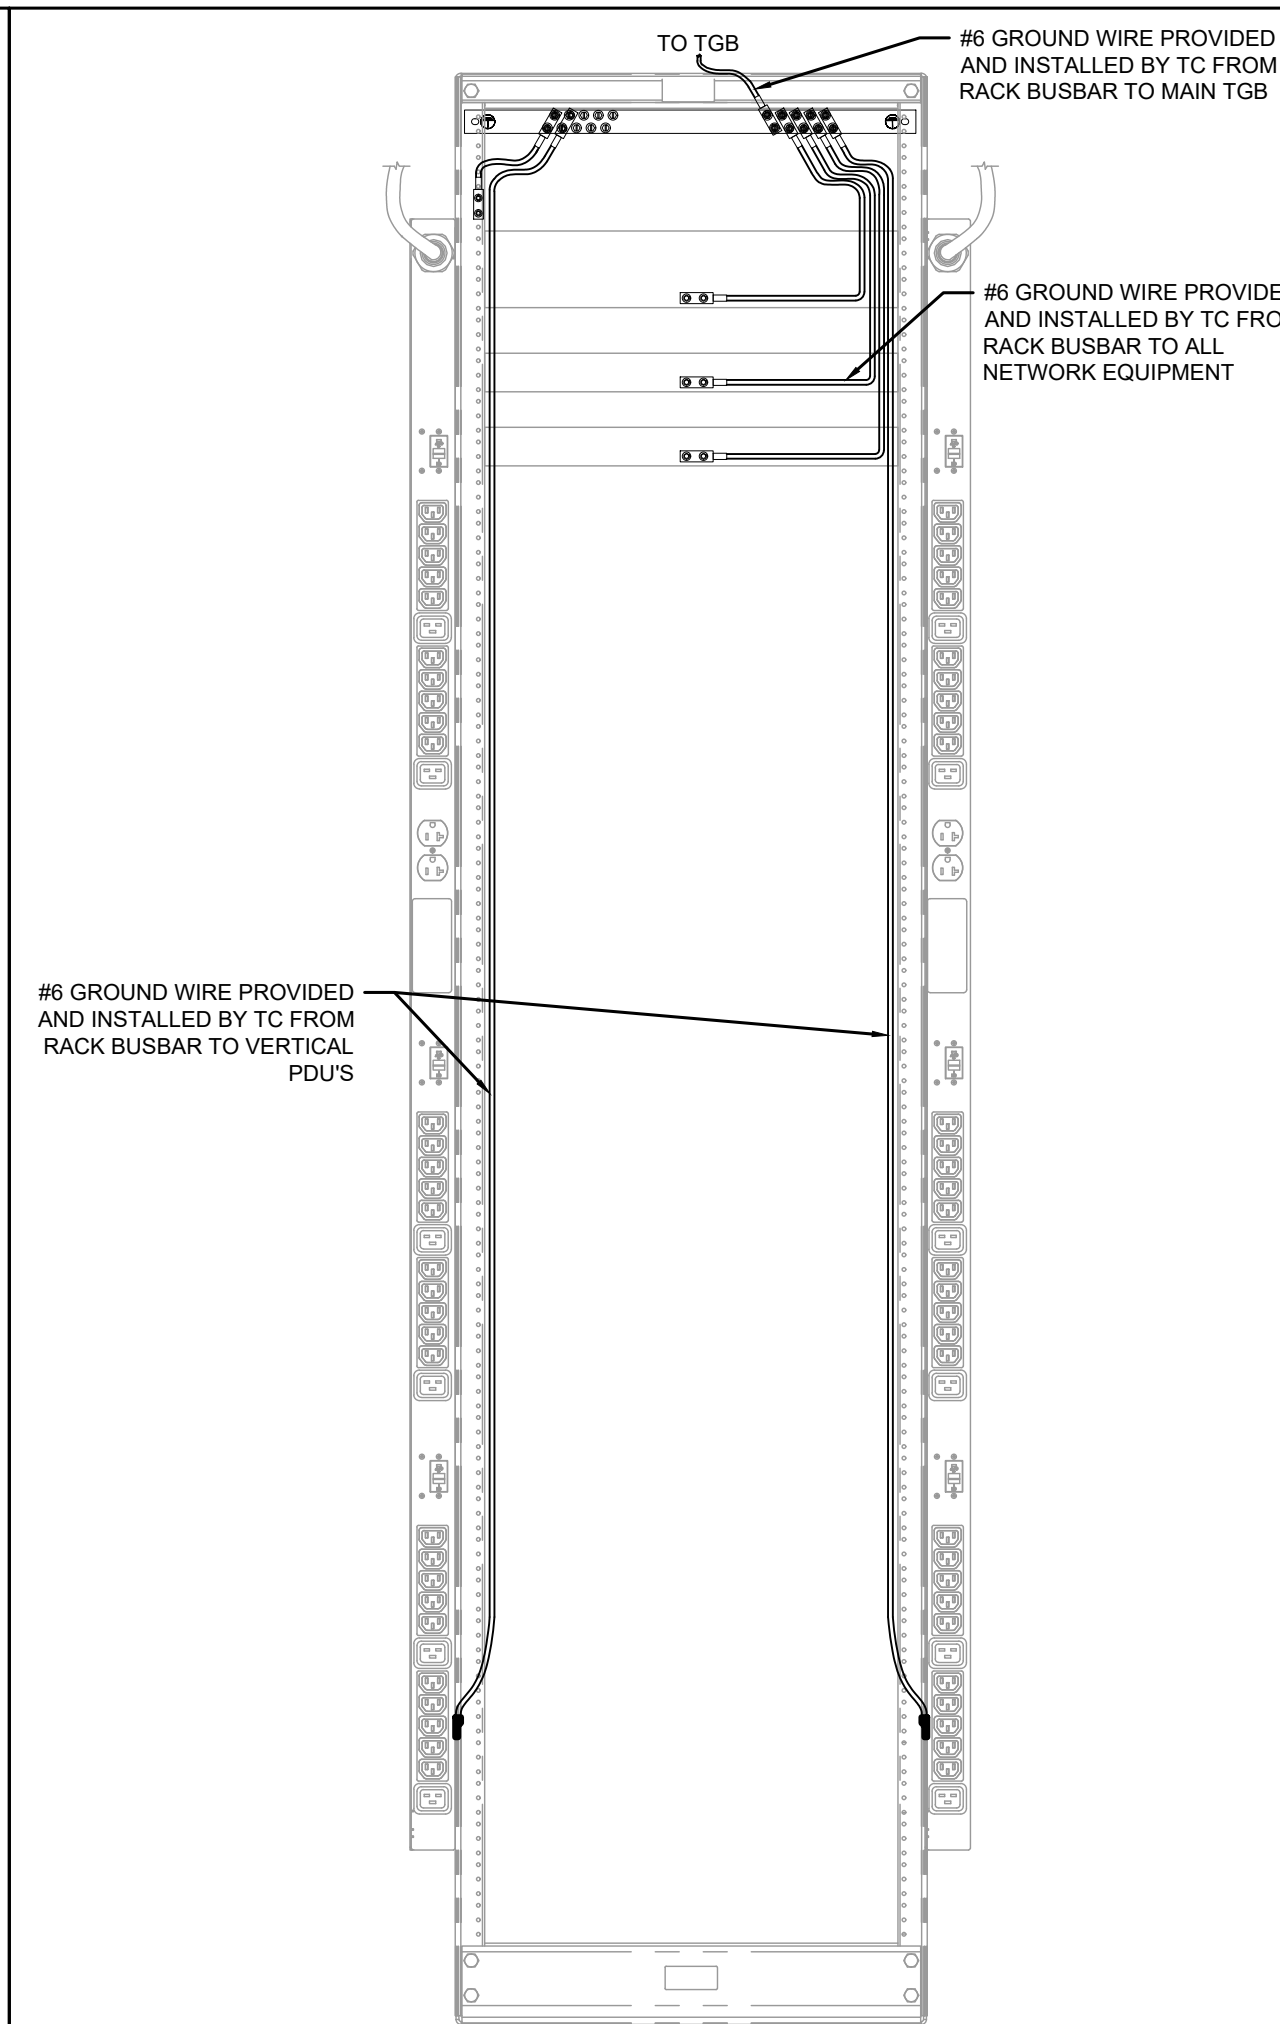 TO TGB
#6 GROUND WIRE PROVIDED
AND INSTALLED BY TC FROM
RACK BUSBAR TO MAIN TGB
#6 GROUND WIRE PROVIDE
AND INSTALLED BY TC FRO
RACK BUSBAR TO ALL
NETWORK EQUIPMENT
#6 GROUND WIRE PROVIDED
AND INSTALLED BY TC FROM
RACK BUSBAR TO VERTICAL
PDU'S